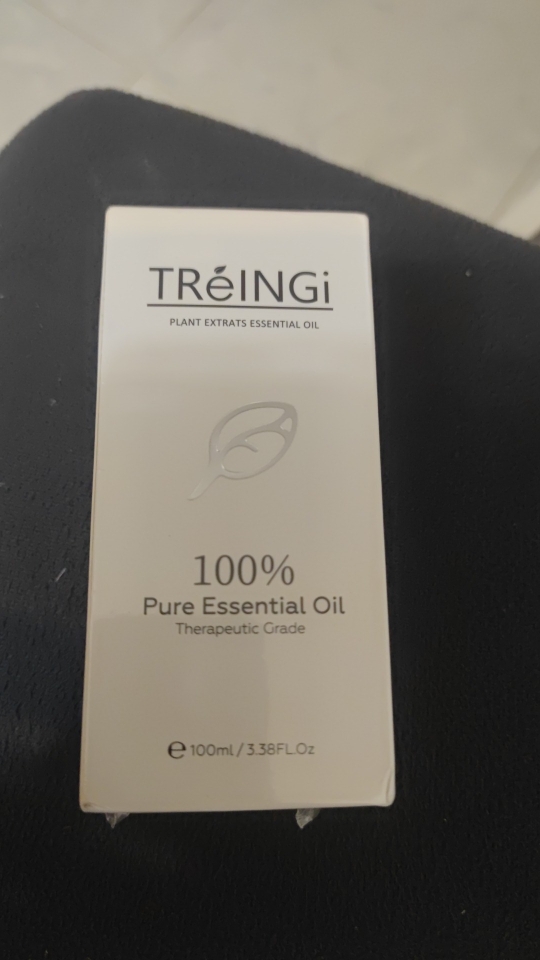 TRéINGi
PLANT EXTRATS ESSENTIAL OIL
100%
Pure Essential Oil
Therapeutic Grade
℮ 100ml / 3.38FL.Oz